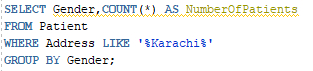 SELECT Gender,COUNT(*) AS NumberOfPatients
FROM Patient
WHERE Address LIKE '%Karachi%'
GROUP BY Gender;